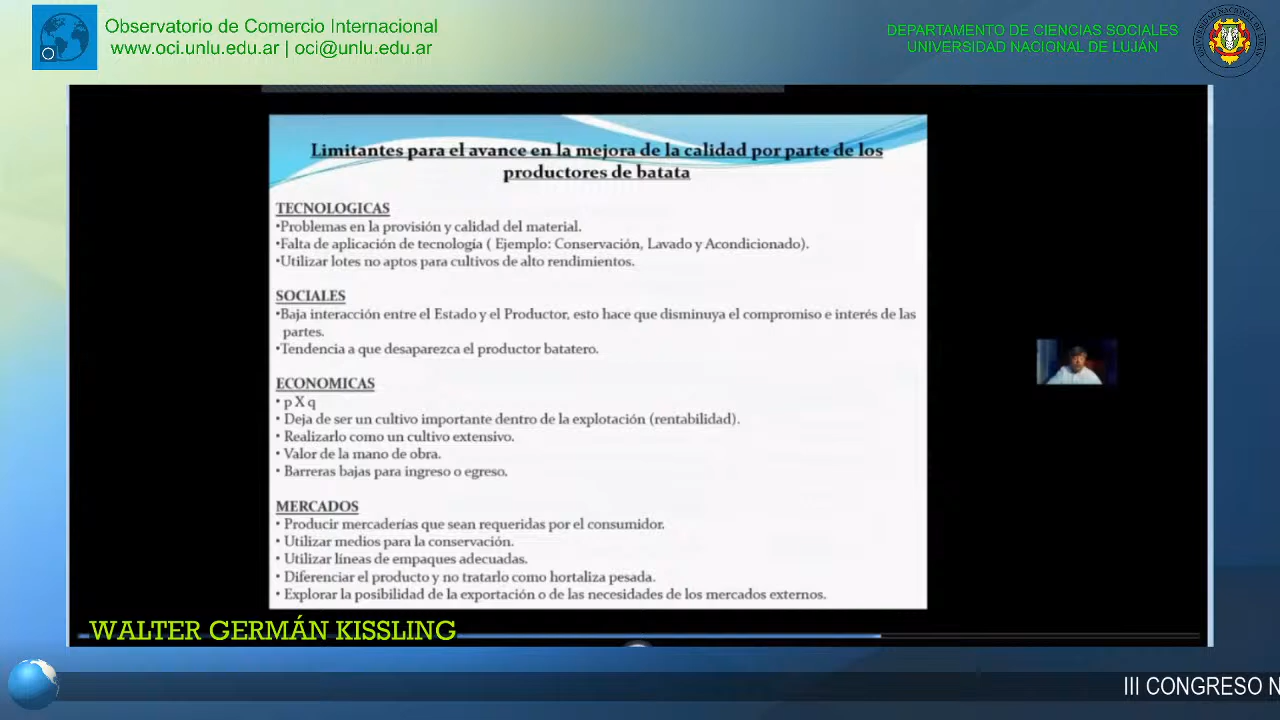 Observatorio de Comercio Internacional
www.oci.unlu.edu.ar | oci@unlu.edu.ar
DEPARTAMENTO DE CIENCIAS SOCIALES
UNIVERSIDAD NACIONAL DE LUJÁN
Limitantes para el avance en la mejora de la calidad por parte de los
productores de batata
TECNOLOGICAS
•Problemas en la provisión y calidad del material.
•Falta de aplicación de tecnología ( Ejemplo: Conservación, Lavado y Acondicionado).
•Utilizar lotes no aptos para cultivos de alto rendimientos.
SOCIALES
•Baja interacción entre el Estado y el Productor, esto hace que disminuya el compromiso e interés de las
partes.
•Tendencia a que desaparezca el productor batatero.
ECONOMICAS
• p X q
• Deja de ser un cultivo importante dentro de la explotación (rentabilidad).
• Realizarlo como un cultivo extensivo.
• Valor de la mano de obra.
• Barreras bajas para ingreso o egreso.
MERCADOS
• Producir mercaderías que sean requeridas por el consumidor.
• Utilizar medios para la conservación.
• Utilizar líneas de empaques adecuadas.
• Diferenciar el producto y no tratarlo como hortaliza pesada.
• Explorar la posibilidad de la exportación o de las necesidades de los mercados externos.
WALTER GERMÁN KISSLING
III CONGRESO N